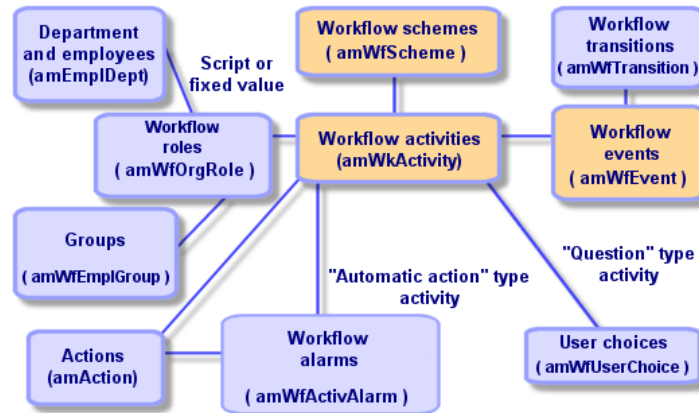 Department
and employees
(amEmplDept)
Script or
fixed value
Workflow schemes
( amWfScheme )
Workflow
transitions
(amWfTransition )
Workflow
roles
( amWfOrgRole )
Workflow activities
(amWkActivity)
Workflow
events
( amWfEvent )
Groups
( amWfEmplGroup )
"Automatic action" type
activity
"Question" type
activity
Actions
(amAction)
Workflow
alarms
( amWfActivAlarm )
User choices
( amWfUserChoice )